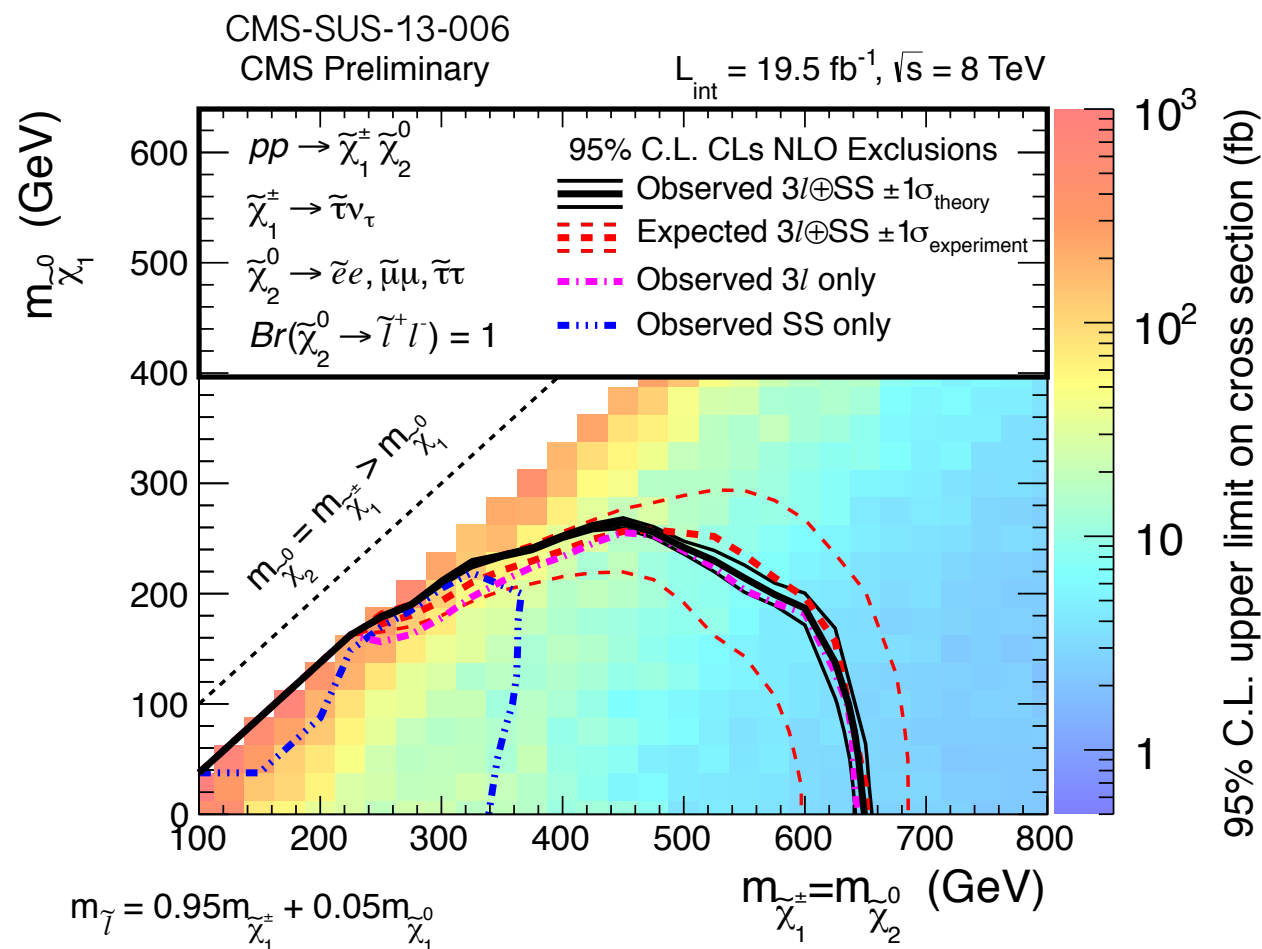 CMS-SUS-13-006
CMS Preliminary
L_int = 19.5 fb⁻¹, √s = 8 TeV
pp → χ̃₁± χ̃₂⁰
χ̃₁± → τ̃ν_τ
χ̃₂⁰ → ẽe, μ̃μ, τ̃τ
Br(χ̃₂⁰ → l̃⁺l⁻) = 1
95% C.L. CLs NLO Exclusions
Observed 3l⊕SS ±1σ_theory
Expected 3l⊕SS ±1σ_experiment
Observed 3l only
Observed SS only
m_χ̃₂⁰ = m_χ̃₁± > m_χ̃₁⁰
m_χ̃₁⁰ (GeV)
600
500
400
300
200
100
0
100 200 300 400 500 600 700 800
m_χ̃₁±=m_χ̃₂⁰ (GeV)
m_l̃ = 0.95m_χ̃₁± + 0.05m_χ̃₁⁰
10³
10²
10
1
95% C.L. upper limit on cross section (fb)